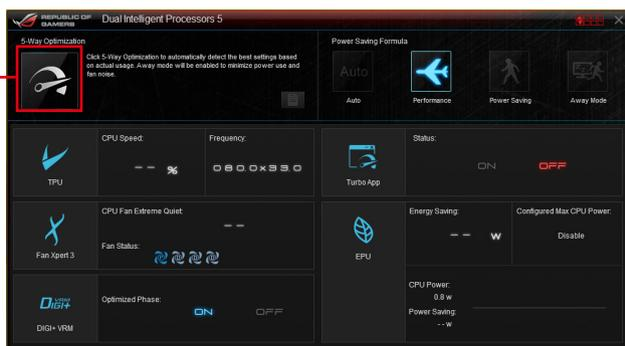 REPUBLIC OF
GAMERS
Dual Intelligent Processors 5
5-Way Optimization
Click 5-Way Optimization to automatically detect the best settings based
on actual usage. Away mode will be enabled to minimize power use and
fan noise.
Power Saving Formula
Auto
Auto
Performance
Power Saving
Away Mode
TPU
CPU Speed:
-- %
Frequency:
080.0x33.0
Turbo App
Status:
ON OFF
Fan Xpert 3
CPU Fan Extreme Quiet:
--
Fan Status:
EPU
Energy Saving:
-- W
Configured Max CPU Power:
Disable
CPU Power:
0.8 w
Power Saving:
-- w
DIGI+ VRM
DIGI+ VRM
Optimized Phase:
ON OFF